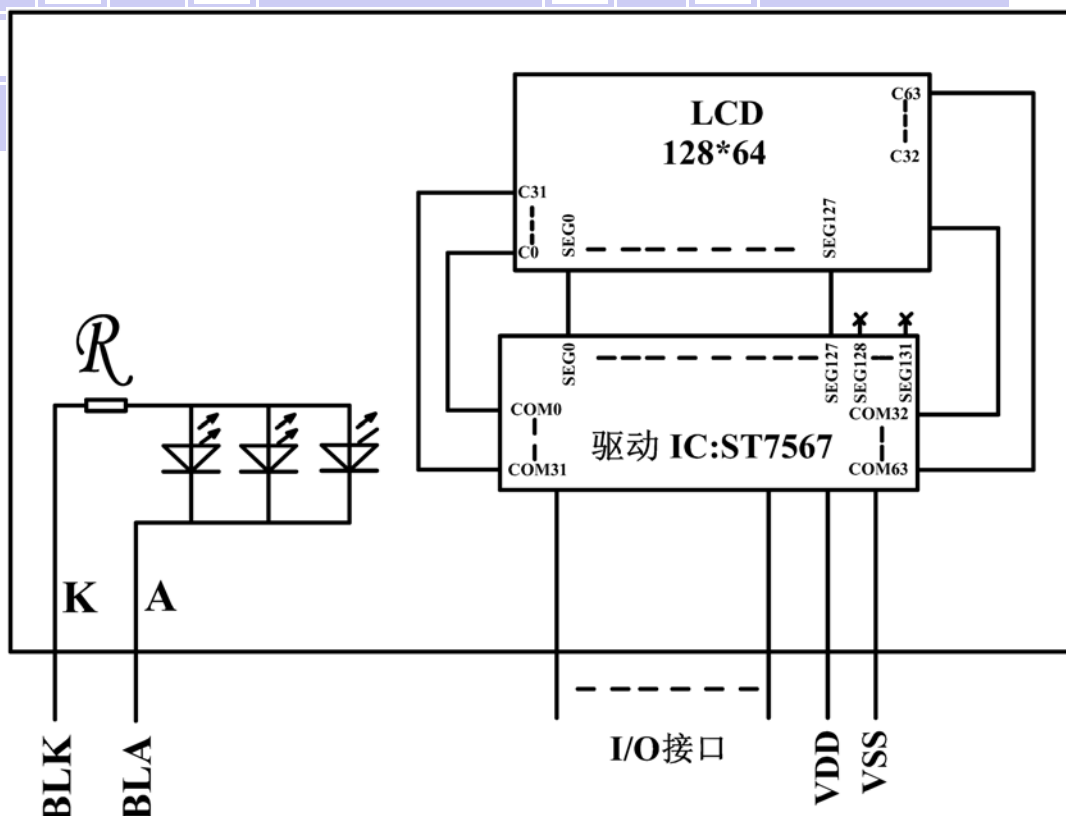 LCD
128*64
C63
C32
C31
C0
SEG0
SEG127
R
SEG0
SEG127
SEG128
SEG131
COM0
COM31
COM32
COM63
驱动 IC:ST7567
K
A
BLK
BLA
I/O接口
VDD
VSS